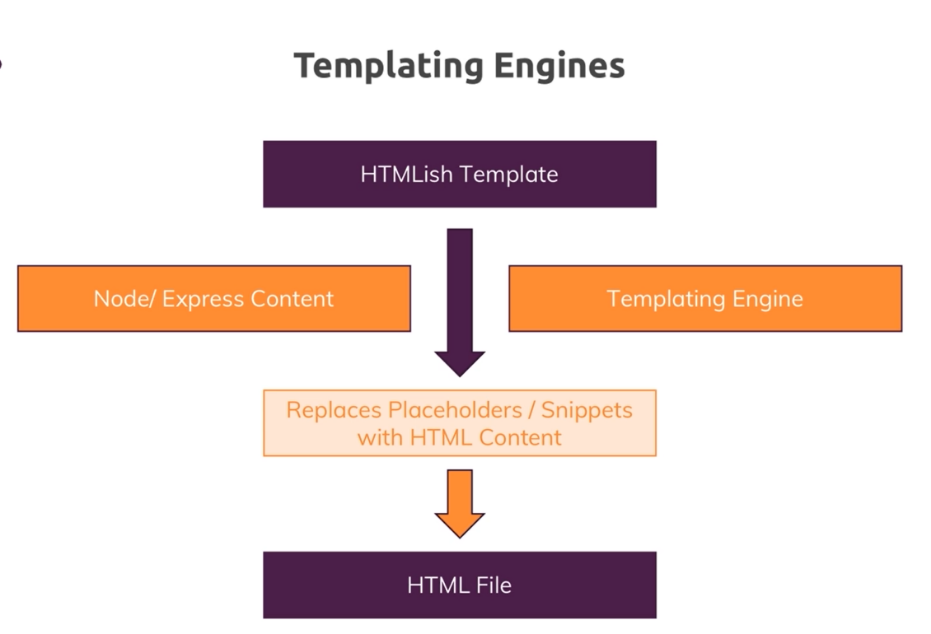 Templating Engines
HTMLish Template
Node/ Express Content
Templating Engine
Replaces Placeholders / Snippets
with HTML Content
HTML File